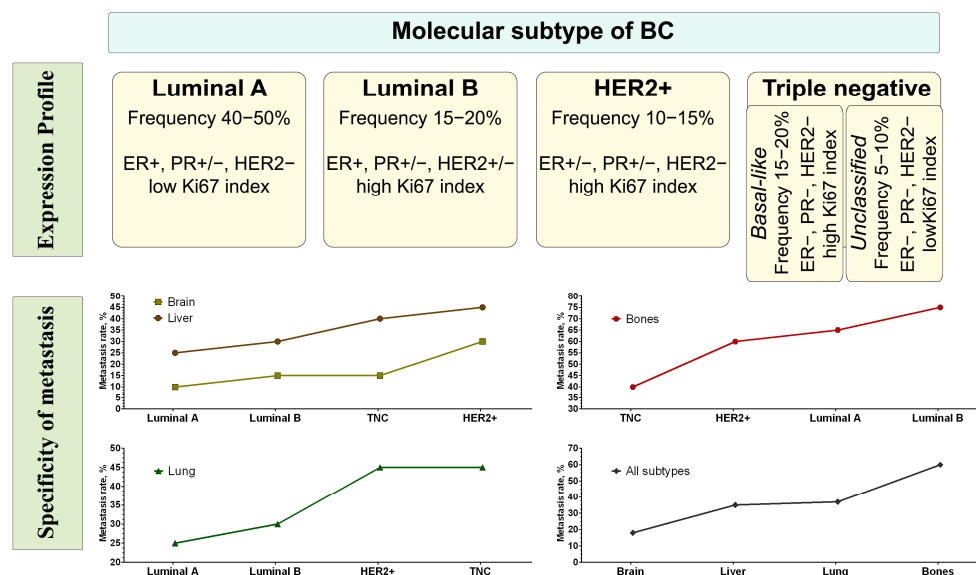 Molecular subtype of BC
Expression Profile
Luminal A
Frequency 40−50%
ER+, PR+/−, HER2−
low Ki67 index
Luminal B
Frequency 15−20%
ER+, PR+/−, HER2+/−
high Ki67 index
HER2+
Frequency 10−15%
ER+/−, PR+/−, HER2−
high Ki67 index
Triple negative
Basal-like
Frequency 15−20%
ER−, PR−, HER2−
high Ki67 index
Unclassified
Frequency 5−10%
ER−, PR−, HER2−
lowKi67 index
Specificity of metastasis
Metastasis rate, %
50
45
40
35
30
25
20
15
10
5
0
Brain
Liver
Luminal A
Luminal B
TNC
HER2+
Metastasis rate, %
80
75
70
65
60
55
50
45
40
35
30
Bones
TNC
HER2+
Luminal A
Luminal B
Metastasis rate, %
50
45
40
35
30
25
20
Lung
Luminal A
Luminal B
HER2+
TNC
Metastasis rate, %
70
60
50
40
30
20
10
0
All subtypes
Brain
Liver
Lung
Bones